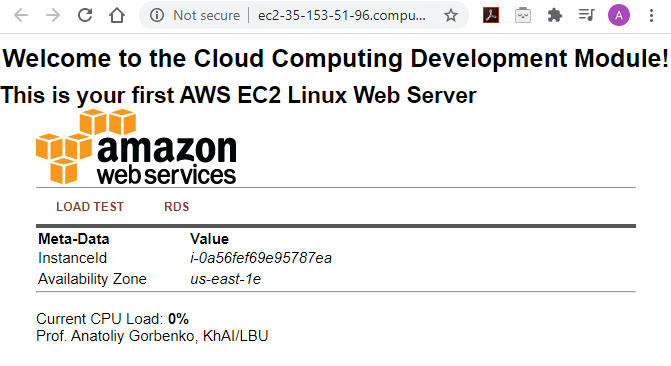 Not secure | ec2-35-153-51-96.compu...
A
Welcome to the Cloud Computing Development Module!
This is your first AWS EC2 Linux Web Server
amazon
webservices
LOAD TEST RDS
Meta-Data Value
InstanceId i-0a56fef69e95787ea
Availability Zone us-east-1e
Current CPU Load: 0%
Prof. Anatoliy Gorbenko, KhAI/LBU